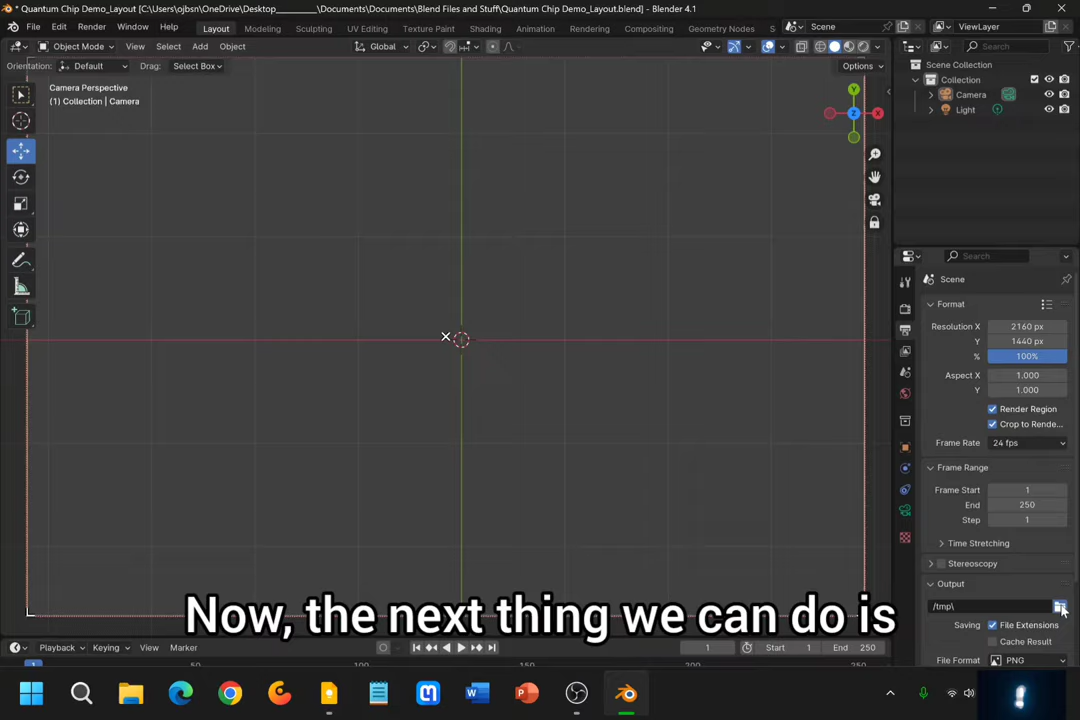 * Quantum Chip Demo_Layout [C:\Users\ojbsn\OneDrive\Desktop_________\Documents\Documents\Blend Files and Stuff\Quantum Chip Demo_Layout.blend] - Blender 4.1
File Edit Render Window Help Layout Modeling Sculpting UV Editing Texture Paint Shading Animation Rendering Compositing Geometry Nodes Scene ViewLayer
Object Mode View Select Add Object Global Search
Orientation: Default Drag: Select Box Options Scene Collection
Camera Perspective Collection
(1) Collection | Camera Camera
Light
Y
X
Z
Search
Scene
Format
Resolution X 2160 px
Y 1440 px
% 100%
Aspect X 1.000
Y 1.000
Render Region
Crop to Rende...
Frame Rate 24 fps
Frame Range
Frame Start 1
End 250
Step 1
Time Stretching
Stereoscopy
Output
/tmp\
Saving File Extensions
Cache Result
File Format PNG
Now, the next thing we can do is
Playback Keying View Marker 1 Start 1 End 250
1 50 100 150 200 250